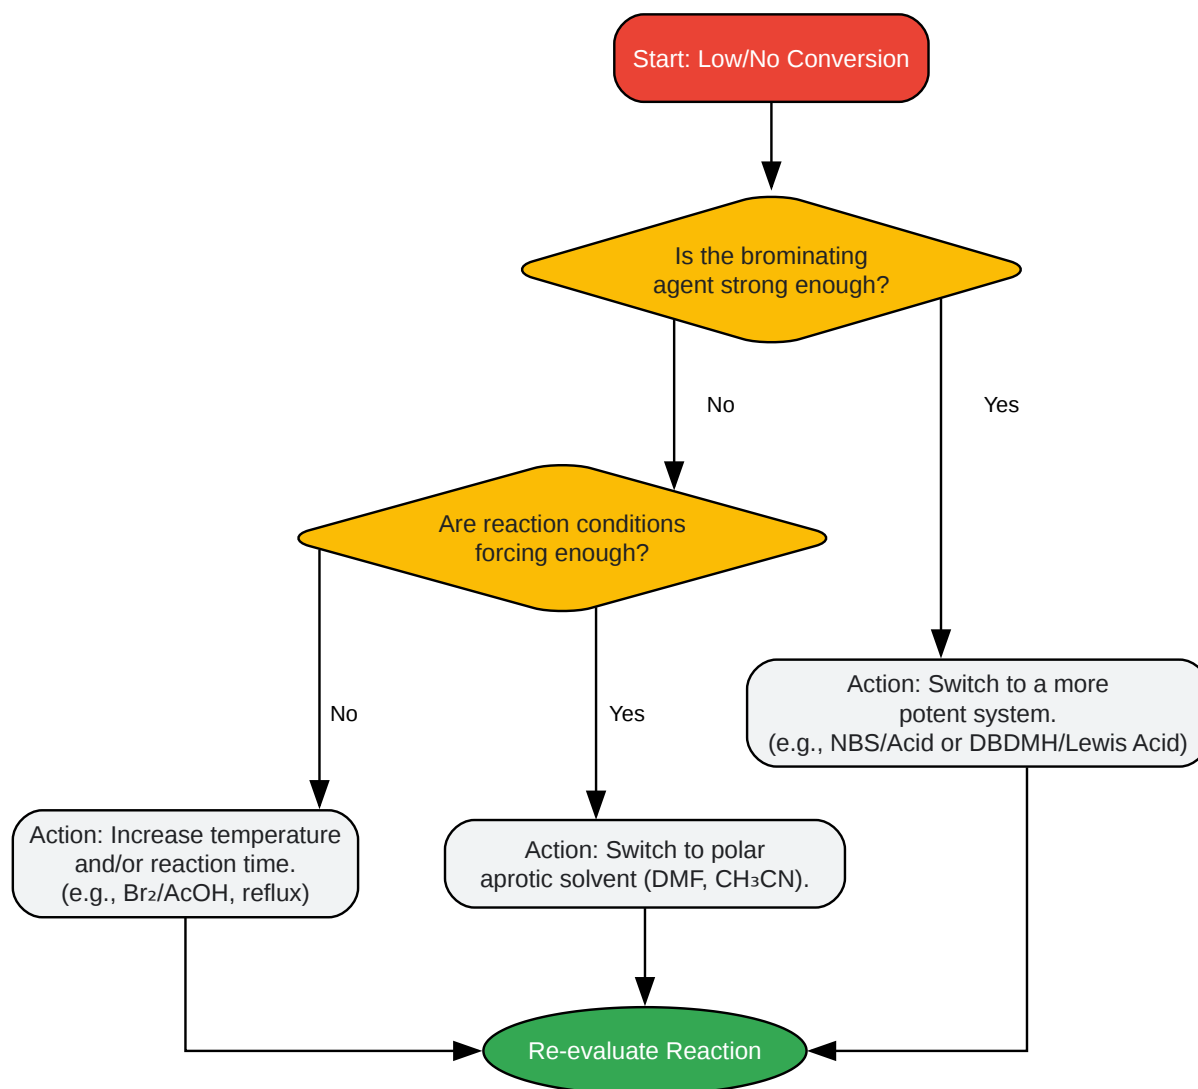 Start: Low/No Conversion
Is the brominating
agent strong enough?
No
Yes
Are reaction conditions
forcing enough?
No
Yes
Action: Switch to a more
potent system.
(e.g., NBS/Acid or DBDMH/Lewis Acid)
Action: Increase temperature
and/or reaction time.
(e.g., Br₂/AcOH, reflux)
Action: Switch to polar
aprotic solvent (DMF, CH₃CN).
Re-evaluate Reaction